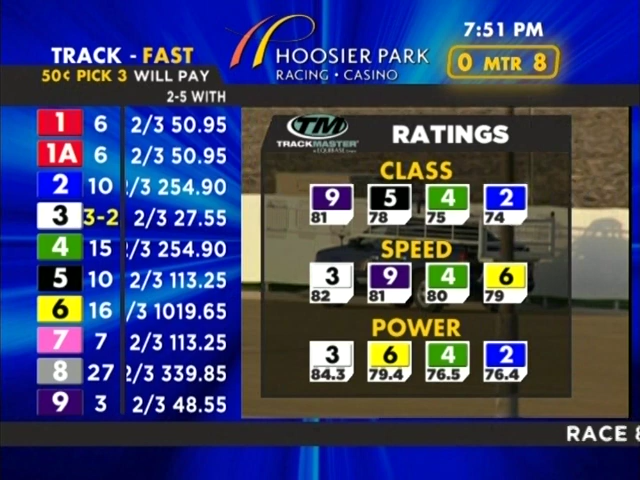 7:51 PM
TRACK - FAST
HOOSIER PARK
RACING • CASINO
0 MTR 8
50¢ PICK 3 WILL PAY
2-5 WITH
1 6 2/3 50.95
1A 6 2/3 50.95
2 10 /3 254.90
3 3-2 2/3 27.55
4 15 /3 254.90
5 10 2/3 113.25
6 16 /3 1019.65
7 7 2/3 113.25
8 27 2/3 339.85
9 3 2/3 48.55
TM
TRACKMASTER
RATINGS
CLASS
9 5 4 2
81 78 75 74
SPEED
3 9 4 6
82 81 80 79
POWER
3 6 4 2
84.3 79.4 76.5 76.4
RACE 8